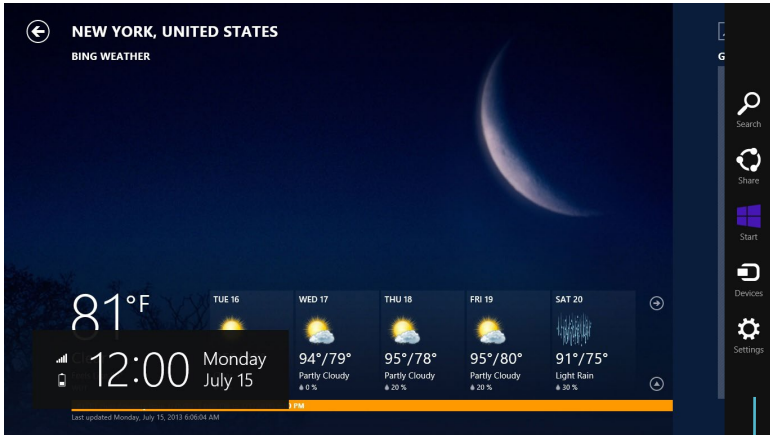 NEW YORK, UNITED STATES
BING WEATHER
G
Search
Share
Start
Devices
Settings
81°F
TUE 16
WED 17
94°/79°
Partly Cloudy
0 %
THU 18
95°/78°
Partly Cloudy
20 %
FRI 19
95°/80°
Partly Cloudy
20 %
SAT 20
91°/75°
Light Rain
30 %
12:00
Monday
July 15
PM
Last updated Monday, July 15, 2013 6:06:04 AM